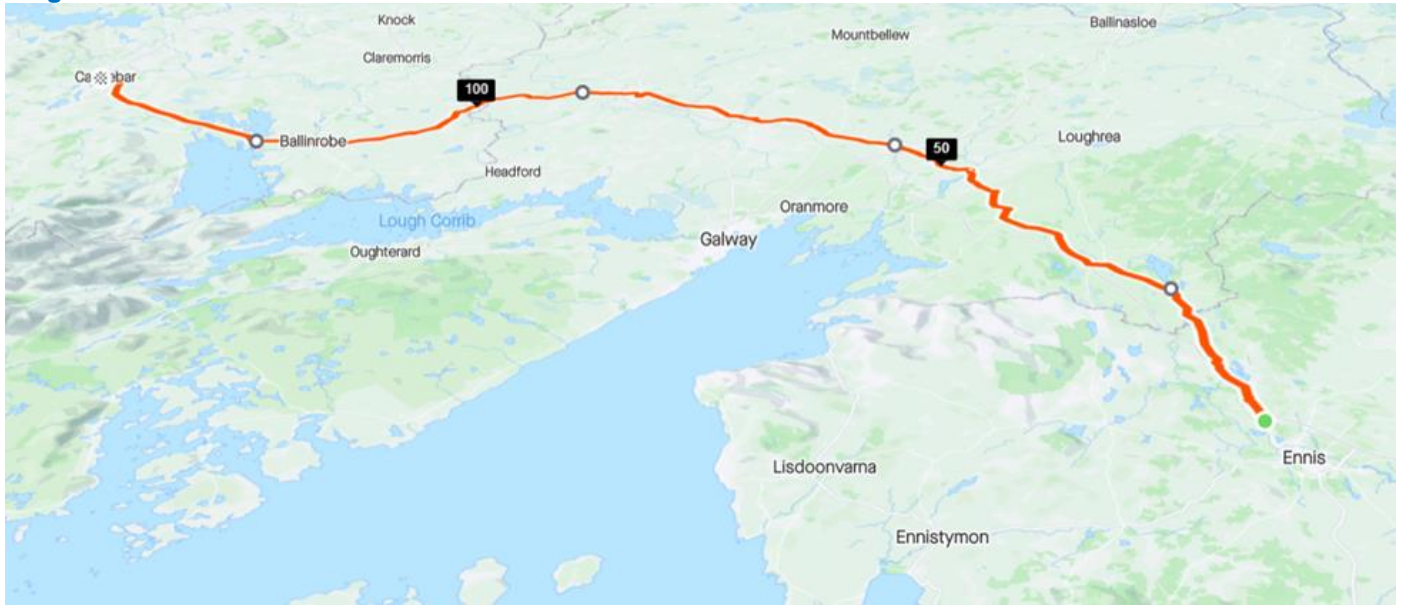 Knock
Ballinasloe
Mountbellew
Claremorris
100
Ballinrobe
50
Loughrea
Headford
Oranmore
Lough Corrib
Galway
Oughterard
Ennis
Lisdoonvarna
Ennistymon